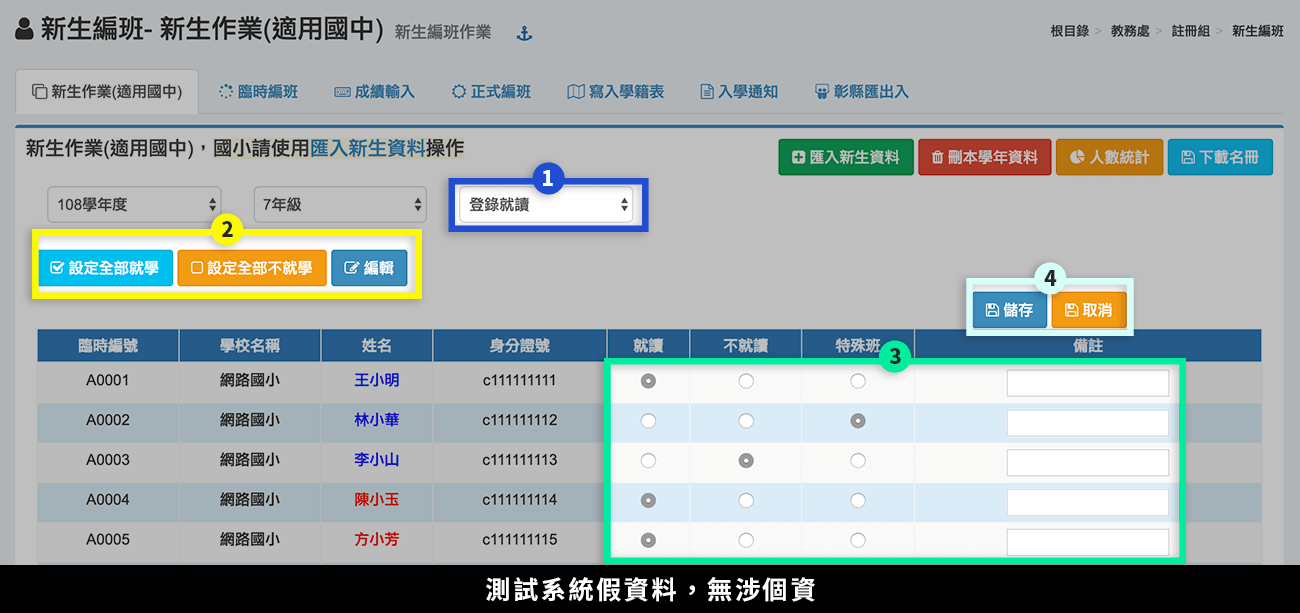 新生編班- 新生作業(適用國中) 新生編班作業
根目錄 > 教務處 > 註冊組 > 新生編班
新生作業(適用國中) 臨時編班 成績輸入 正式編班 寫入學籍表 入學通知 彰縣匯出入
新生作業(適用國中)，國小請使用匯入新生資料操作
匯入新生資料 刪本學年資料 人數統計 下載名冊
1
108學年度 7年級 登錄就讀
2
設定全部就學 設定全部不就學 編輯
4
儲存 取消
臨時編號 學校名稱 姓名 身分證號 就讀 不就讀 特殊班 備註
3
A0001 網路國小 王小明 c111111111
A0002 網路國小 林小華 c111111112
A0003 網路國小 李小山 c111111113
A0004 網路國小 陳小玉 c111111114
A0005 網路國小 方小芳 c111111115
測試系統假資料，無涉個資